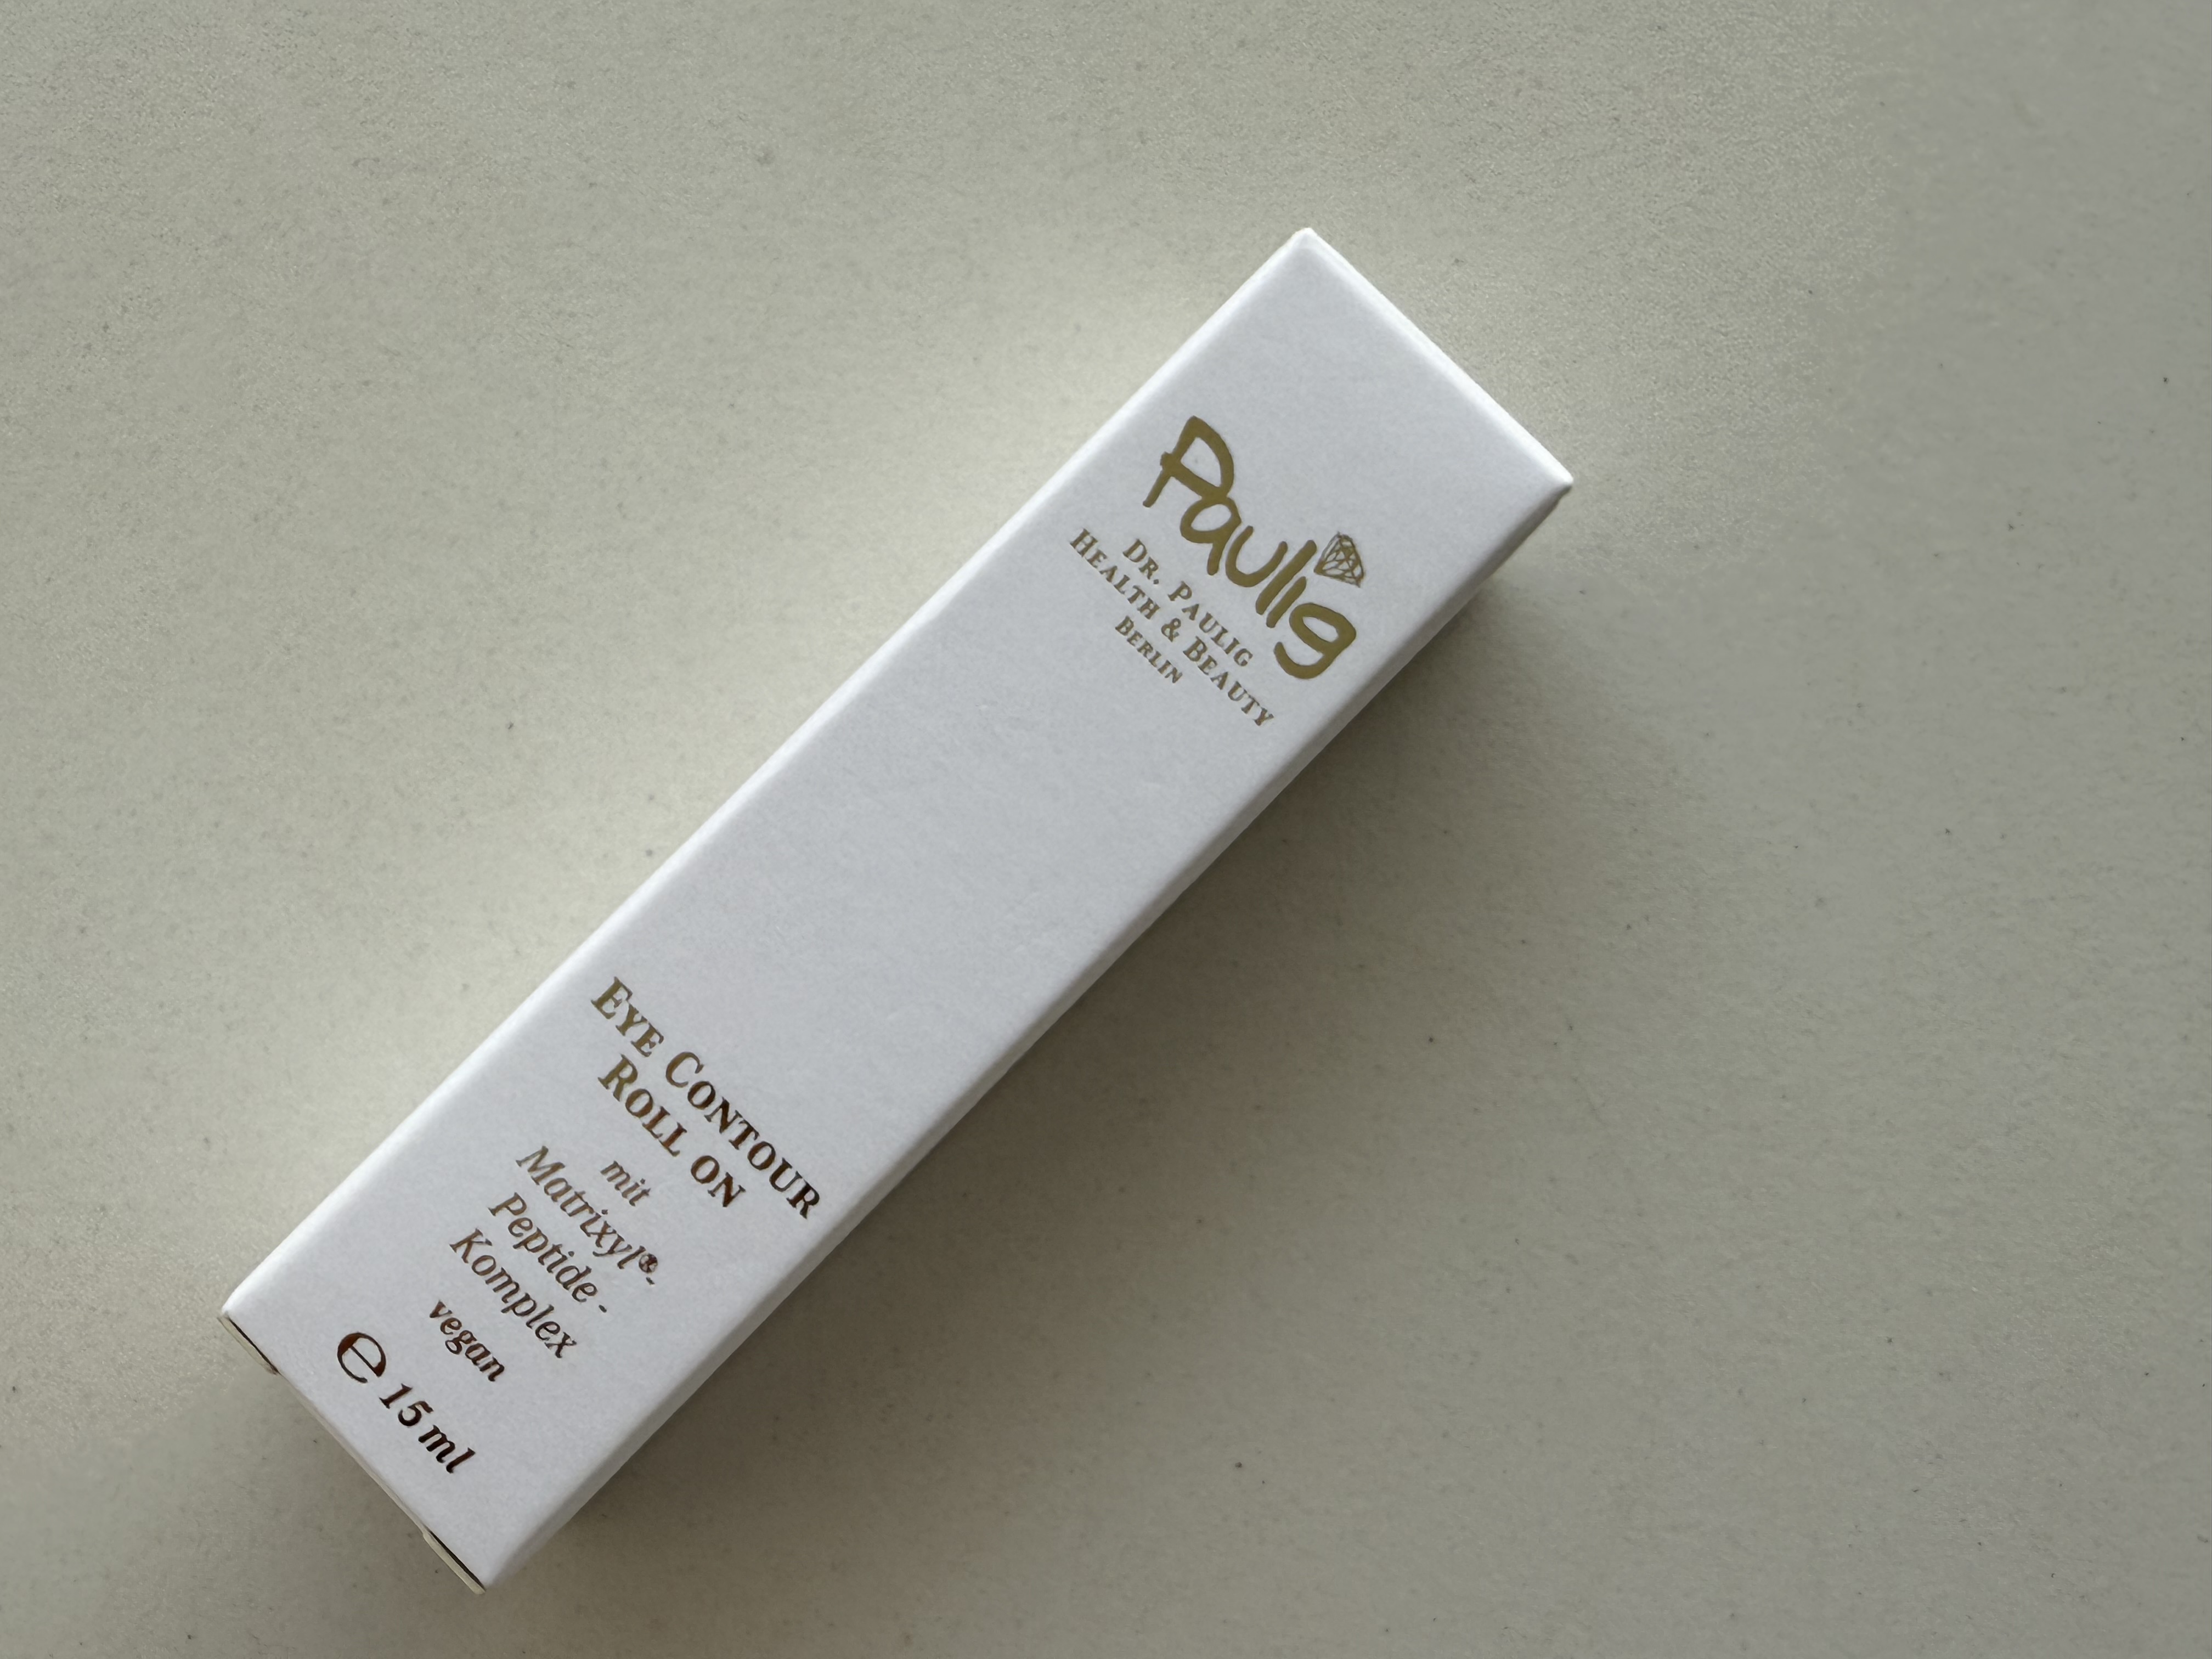 Paulig
DR. PAULIG
HEALTH & BEAUTY
BERLIN
EYE CONTOUR
ROLL ON
mit
Matrixyl®-
Peptide-
Komplex
vegan
℮ 15 ml